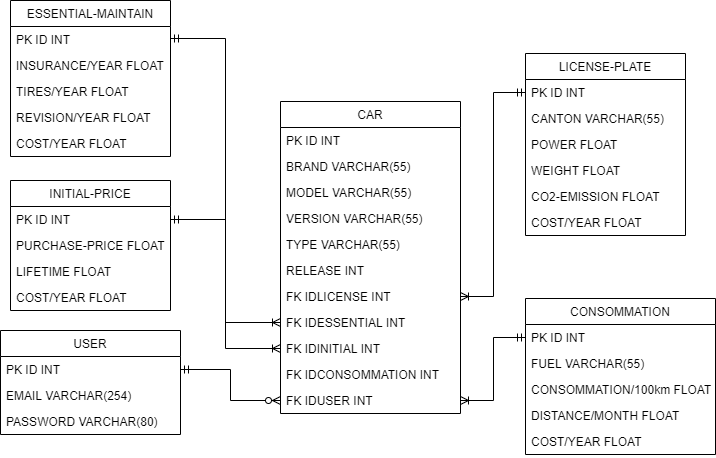 ESSENTIAL-MAINTAIN
PK ID INT
INSURANCE/YEAR FLOAT
TIRES/YEAR FLOAT
REVISION/YEAR FLOAT
COST/YEAR FLOAT
INITIAL-PRICE
PK ID INT
PURCHASE-PRICE FLOAT
LIFETIME FLOAT
COST/YEAR FLOAT
USER
PK ID INT
EMAIL VARCHAR(254)
PASSWORD VARCHAR(80)
CAR
PK ID INT
BRAND VARCHAR(55)
MODEL VARCHAR(55)
VERSION VARCHAR(55)
TYPE VARCHAR(55)
RELEASE INT
FK IDLICENSE INT
FK IDESSENTIAL INT
FK IDINITIAL INT
FK IDCONSOMMATION INT
FK IDUSER INT
LICENSE-PLATE
PK ID INT
CANTON VARCHAR(55)
POWER FLOAT
WEIGHT FLOAT
CO2-EMISSION FLOAT
COST/YEAR FLOAT
CONSOMMATION
PK ID INT
FUEL VARCHAR(55)
CONSOMMATION/100km FLOAT
DISTANCE/MONTH FLOAT
COST/YEAR FLOAT